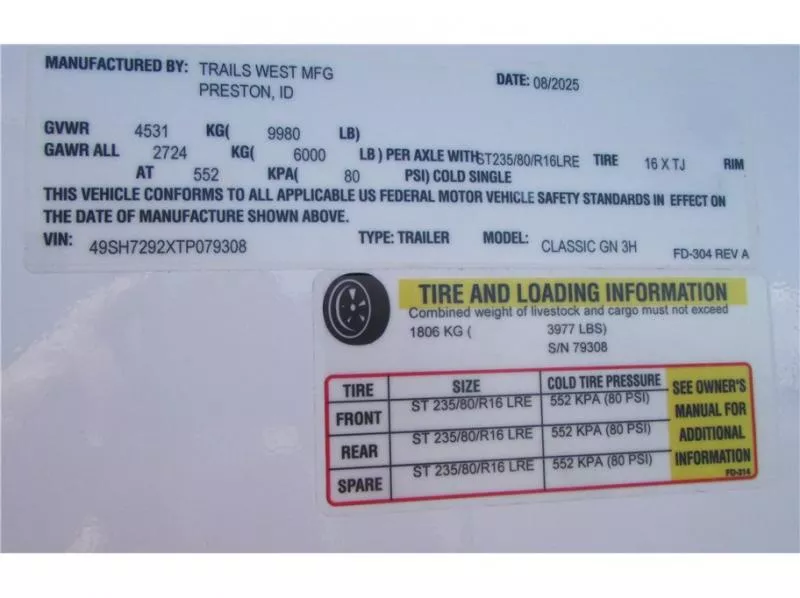 MANUFACTURED BY: TRAILS WEST MFG
PRESTON, ID
DATE: 08/2025
GVWR 4531 KG( 9980 LB)
GAWR ALL 2724 KG( 6000 LB) PER AXLE WITH ST235/80/R16LRE TIRE 16 X TJ RIM
AT 552 KPA( 80 PSI) COLD SINGLE
THIS VEHICLE CONFORMS TO ALL APPLICABLE US FEDERAL MOTOR VEHICLE SAFETY STANDARDS IN EFFECT ON
THE DATE OF MANUFACTURE SHOWN ABOVE.
VIN: 49SH7292XTP079308 TYPE: TRAILER MODEL: CLASSIC GN 3H
FD-304 REV A
TIRE AND LOADING INFORMATION
Combined weight of livestock and cargo must not exceed
1806 KG ( 3977 LBS)
S/N 79308
TIRE SIZE COLD TIRE PRESSURE
FRONT ST 235/80/R16 LRE 552 KPA (80 PSI)
REAR ST 235/80/R16 LRE 552 KPA (80 PSI)
SPARE ST 235/80/R16 LRE 552 KPA (80 PSI)
SEE OWNER'S
MANUAL FOR
ADDITIONAL
INFORMATION
FD-214